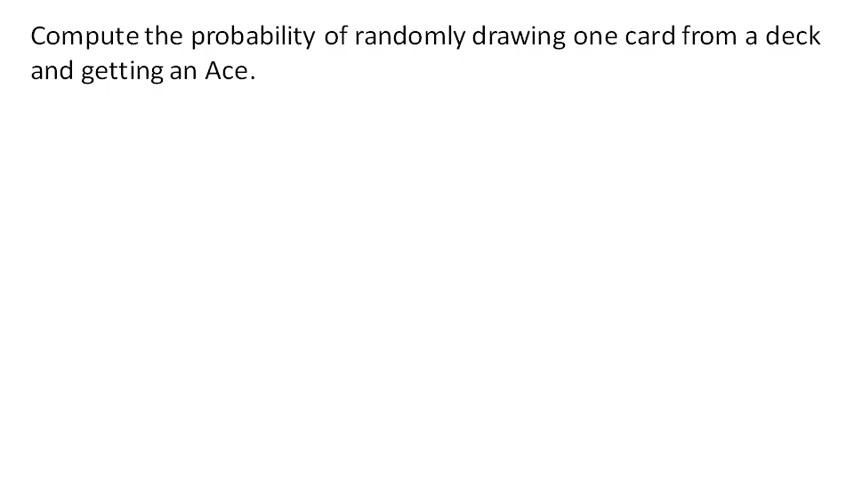 Compute the probability of randomly drawing one card from a deck
and getting an Ace.